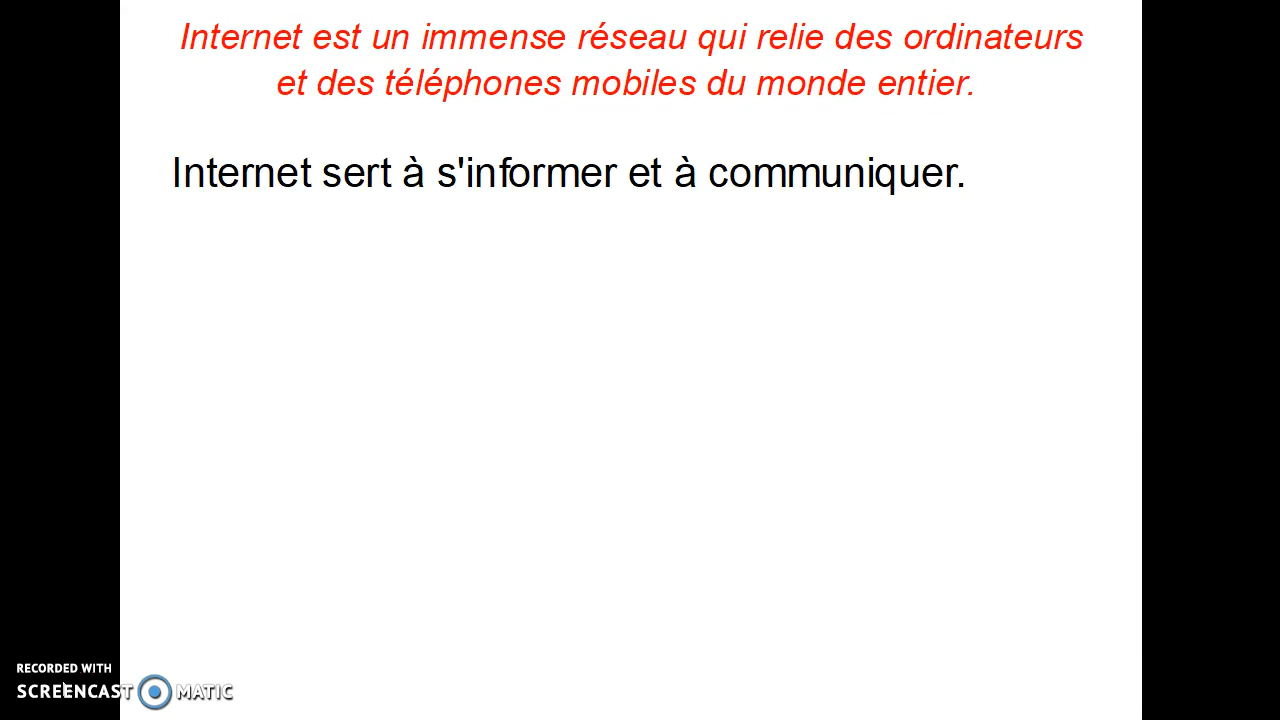 Internet est un immense réseau qui relie des ordinateurs
et des téléphones mobiles du monde entier.
Internet sert à s'informer et à communiquer.
RECORDED WITH
SCREENCAST MATIC